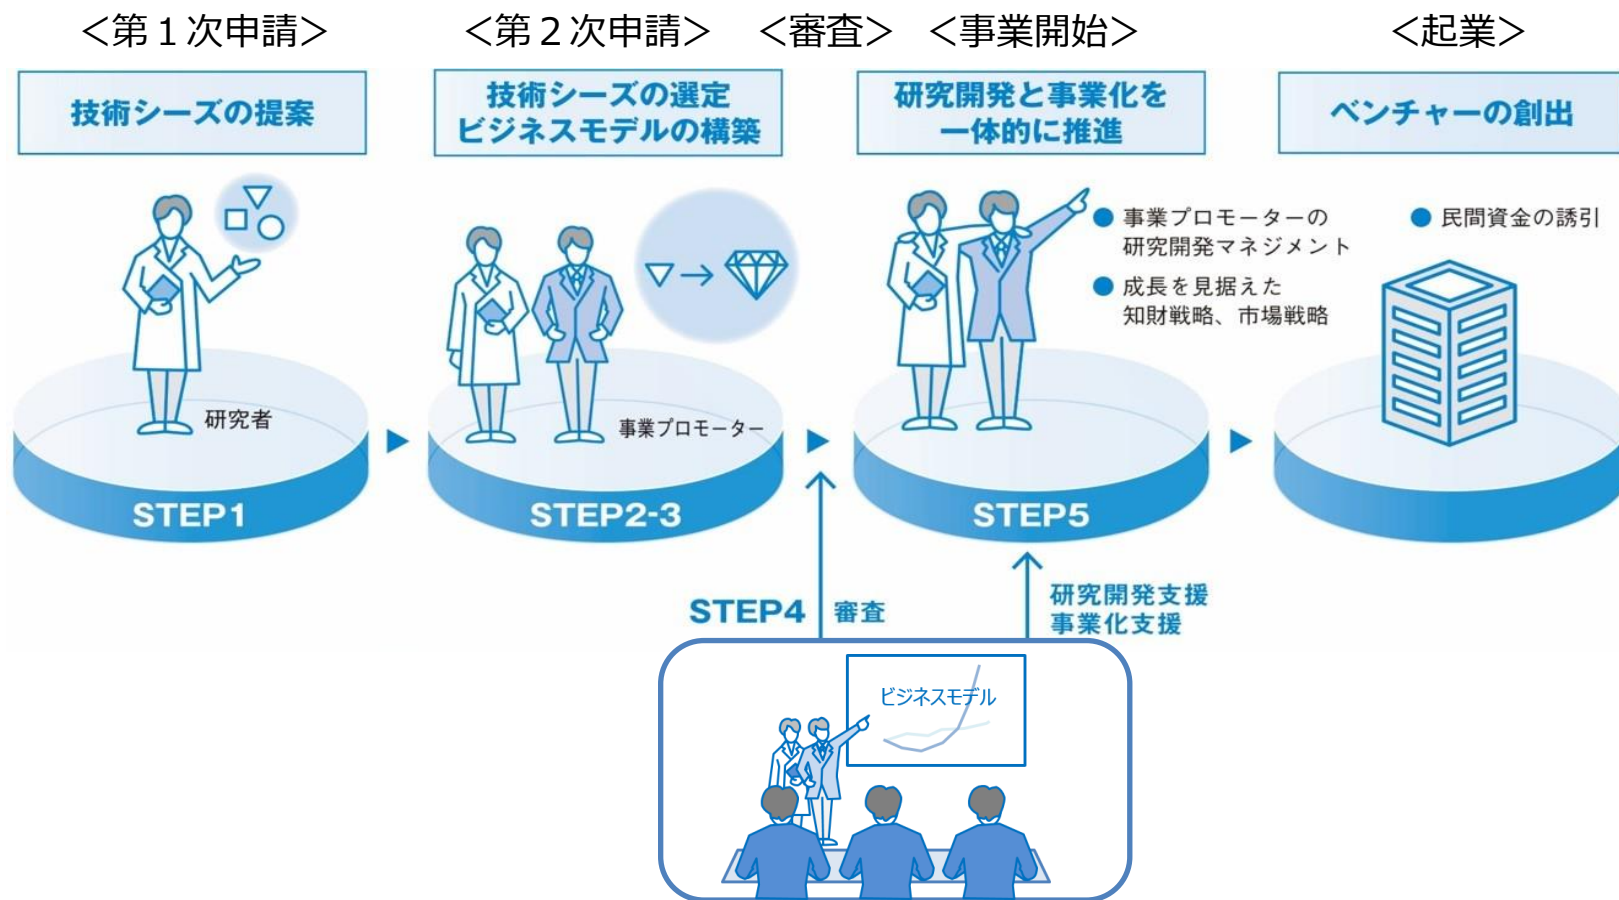 ＜第１次申請＞
＜第２次申請＞
＜審査＞
＜事業開始＞
＜起業＞
技術シーズの提案
技術シーズの選定
ビジネスモデルの構築
研究開発と事業化を
一体的に推進
ベンチャーの創出
● 事業プロモーターの
研究開発マネジメント
● 成長を見据えた
知財戦略、市場戦略
● 民間資金の誘引
研究者
事業プロモーター
STEP1
STEP2-3
STEP5
STEP4
審査
研究開発支援
事業化支援
ビジネスモデル